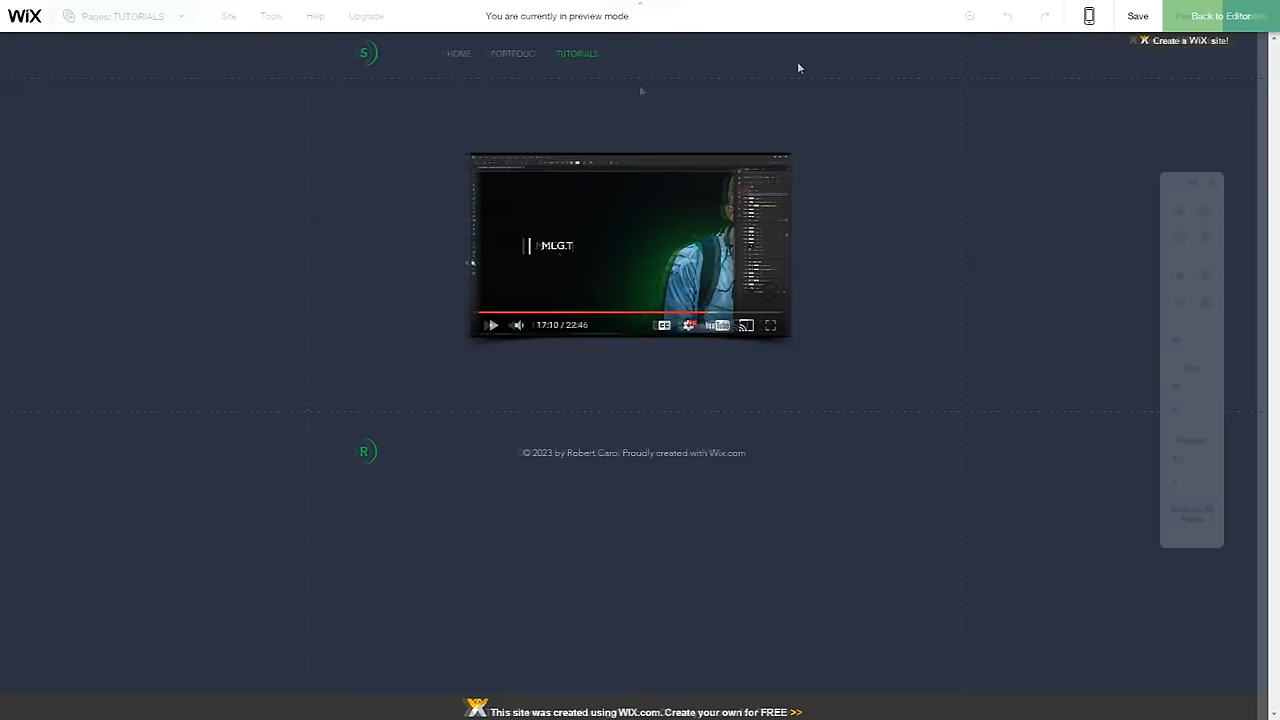 WiX Pages: TUTORIALS Site Tools Help Upgrade You are currently in preview mode Save Back to Editor
Create a WiX site!
S HOME PORTFOLIO TUTORIALS
MLG.T
17:10 / 22:46 CC YouTube
R © 2023 by Robert Caro. Proudly created with Wix.com
This site was created using WIX.com. Create your own for FREE >>